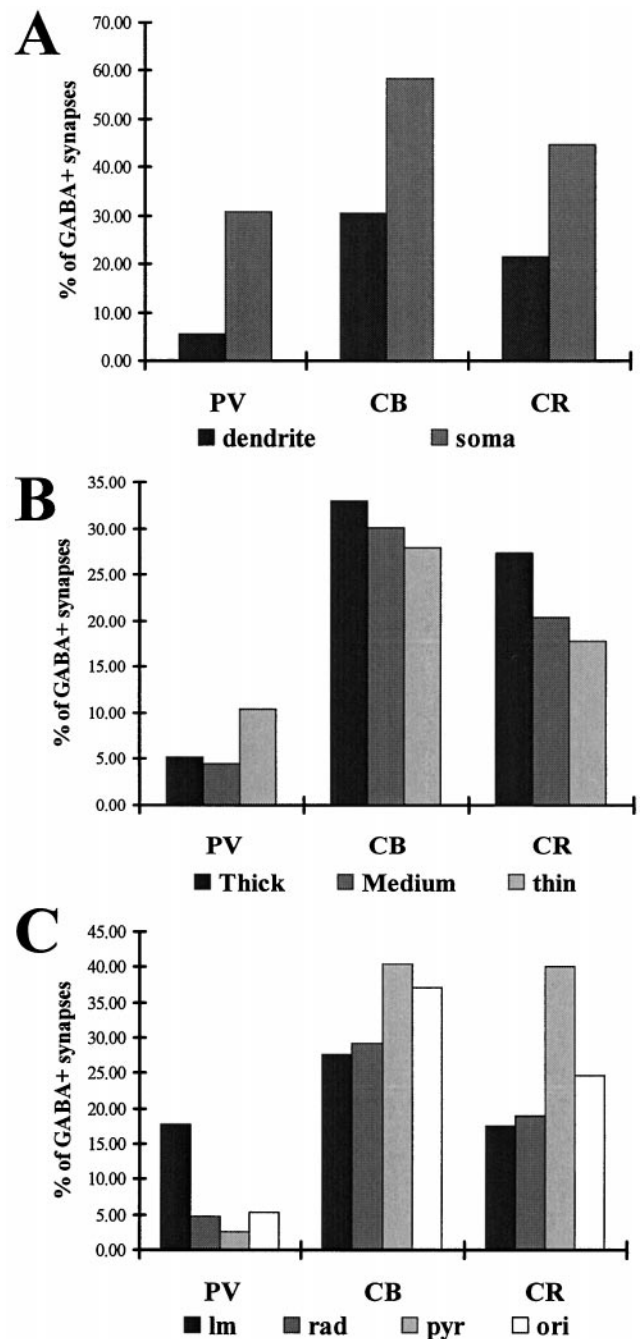 A
% of GABA+ synapses
70.00
60.00
50.00
40.00
30.00
20.00
10.00
0.00
PV CB CR
dendrite soma
B
% of GABA+ synapses
35.00
30.00
25.00
20.00
15.00
10.00
5.00
0.00
PV CB CR
Thick Medium thin
C
% of GABA+ synapses
45.00
40.00
35.00
30.00
25.00
20.00
15.00
10.00
5.00
0.00
PV CB CR
lm rad pyr ori